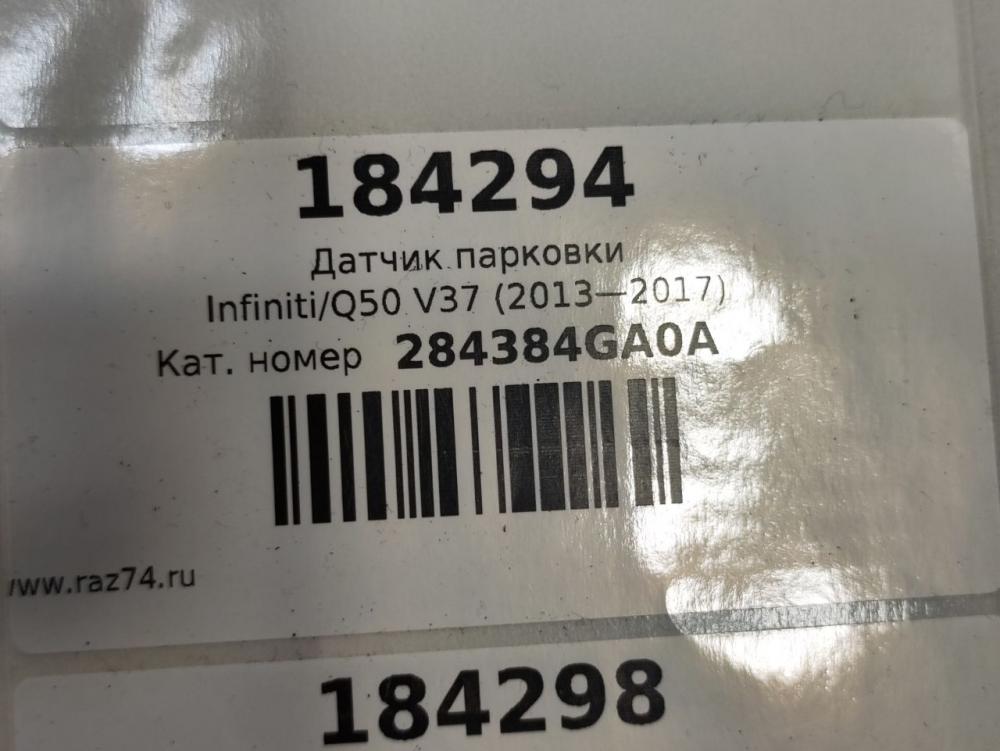 184294
Датчик парковки
Infiniti/Q50 V37 (2013—2017)
Кат. номер 284384GA0A
www.raz74.ru
184298